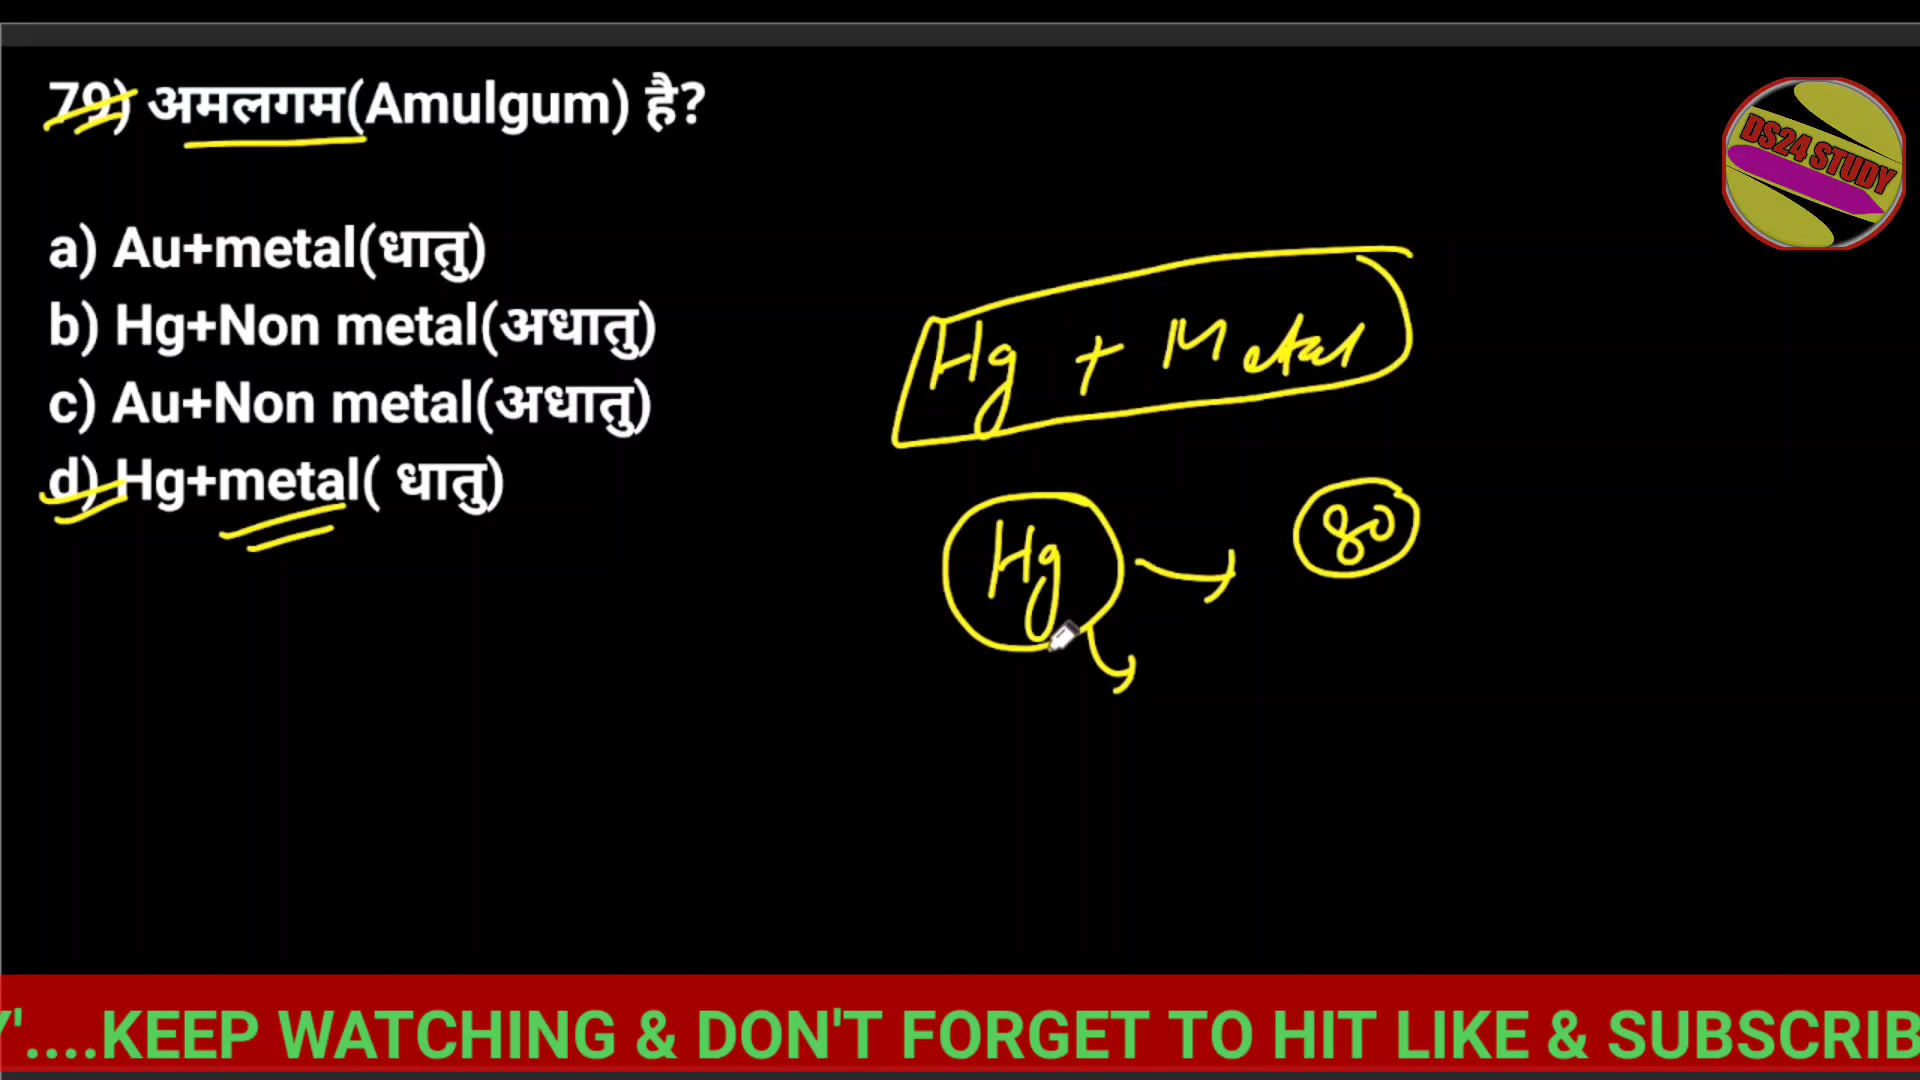 79) अमलगम(Amulgum) है?
a) Au+metal(धातु)
b) Hg+Non metal(अधातु)
c) Au+Non metal(अधातु)
d) Hg+metal( धातु)
Hg + Metal
Hg
80
DS24 STUDY
Y'....KEEP WATCHING & DON'T FORGET TO HIT LIKE & SUBSCRIB